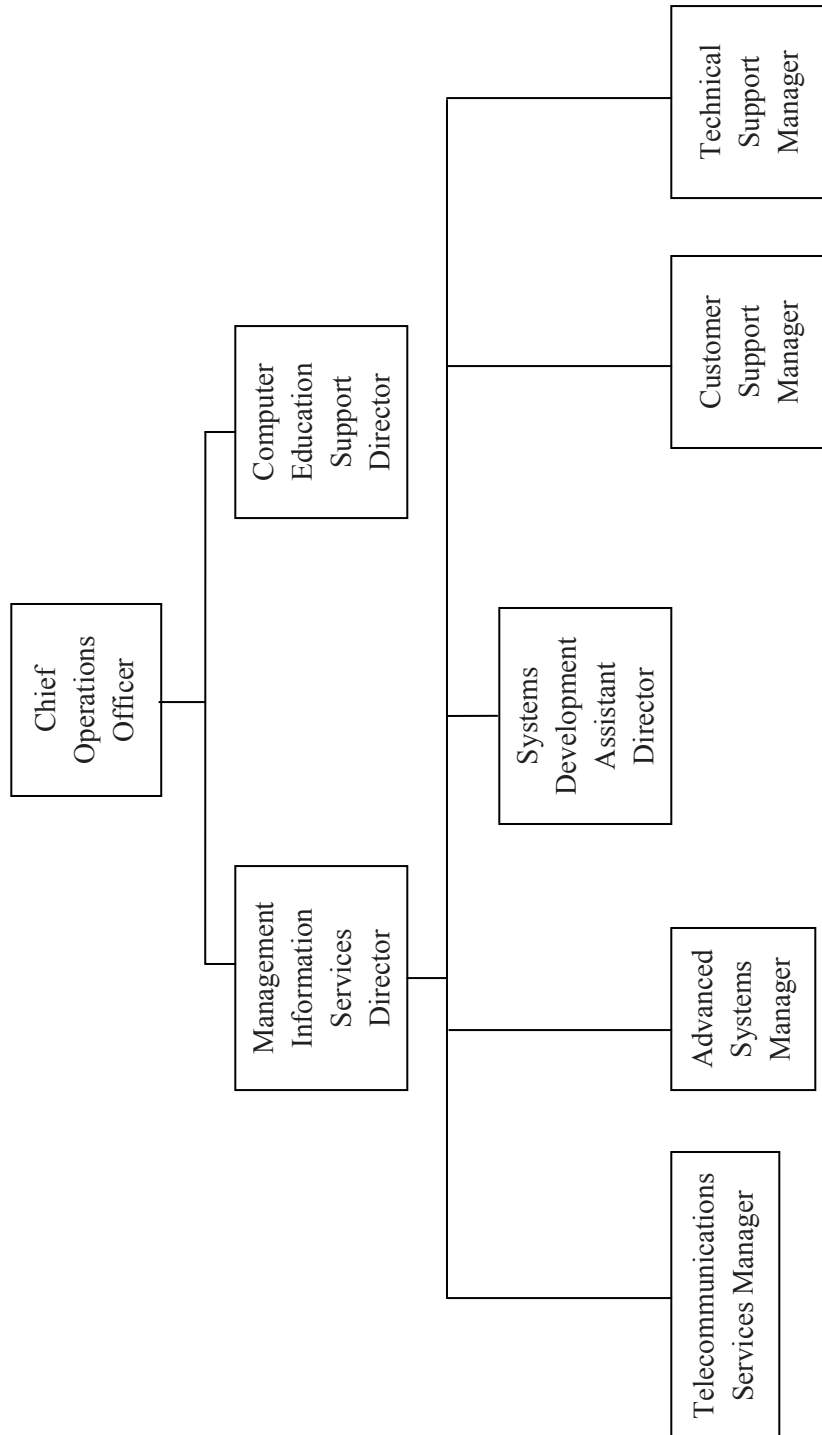 Chief
Operations
Officer
Management
Information
Services
Director
Computer
Education
Support
Director
Systems
Development
Assistant
Director
Telecommunications
Services Manager
Advanced
Systems
Manager
Customer
Support
Manager
Technical
Support
Manager